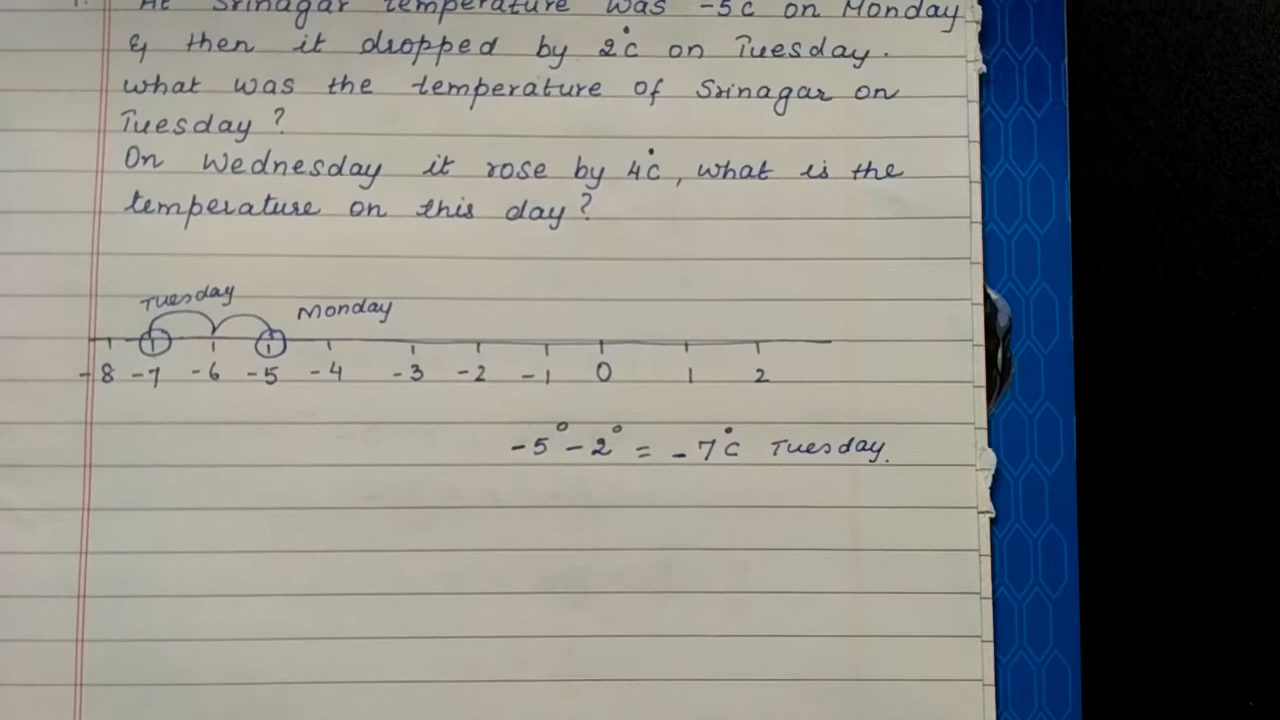 At Srinagar temperature was -5°C on Monday
& then it dropped by 2°C on Tuesday.
what was the temperature of Srinagar on
Tuesday?
On Wednesday it rose by 4°C, what is the
temperature on this day?
Tuesday Monday
-8 -7 -6 -5 -4 -3 -2 -1 0 1 2
-5° - 2° = -7°C Tuesday.